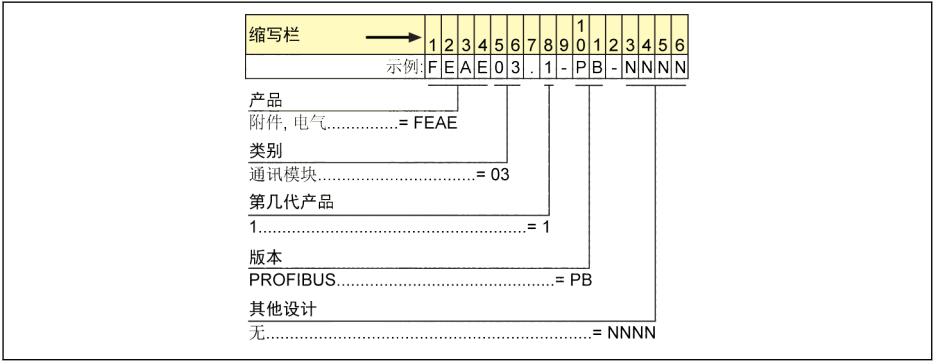 缩写栏 1 2 3 4 5 6 7 8 9 10 1 2 3 4 5 6
示例: F E A E 0 3 . 1 - P B - N N N N
产品
附件, 电气...............= FEAE
类别
通讯模块.................................= 03
第几代产品
1.........................................................= 1
版本
PROFIBUS..............................................= PB
其他设计
无.....................................................................= NNNN